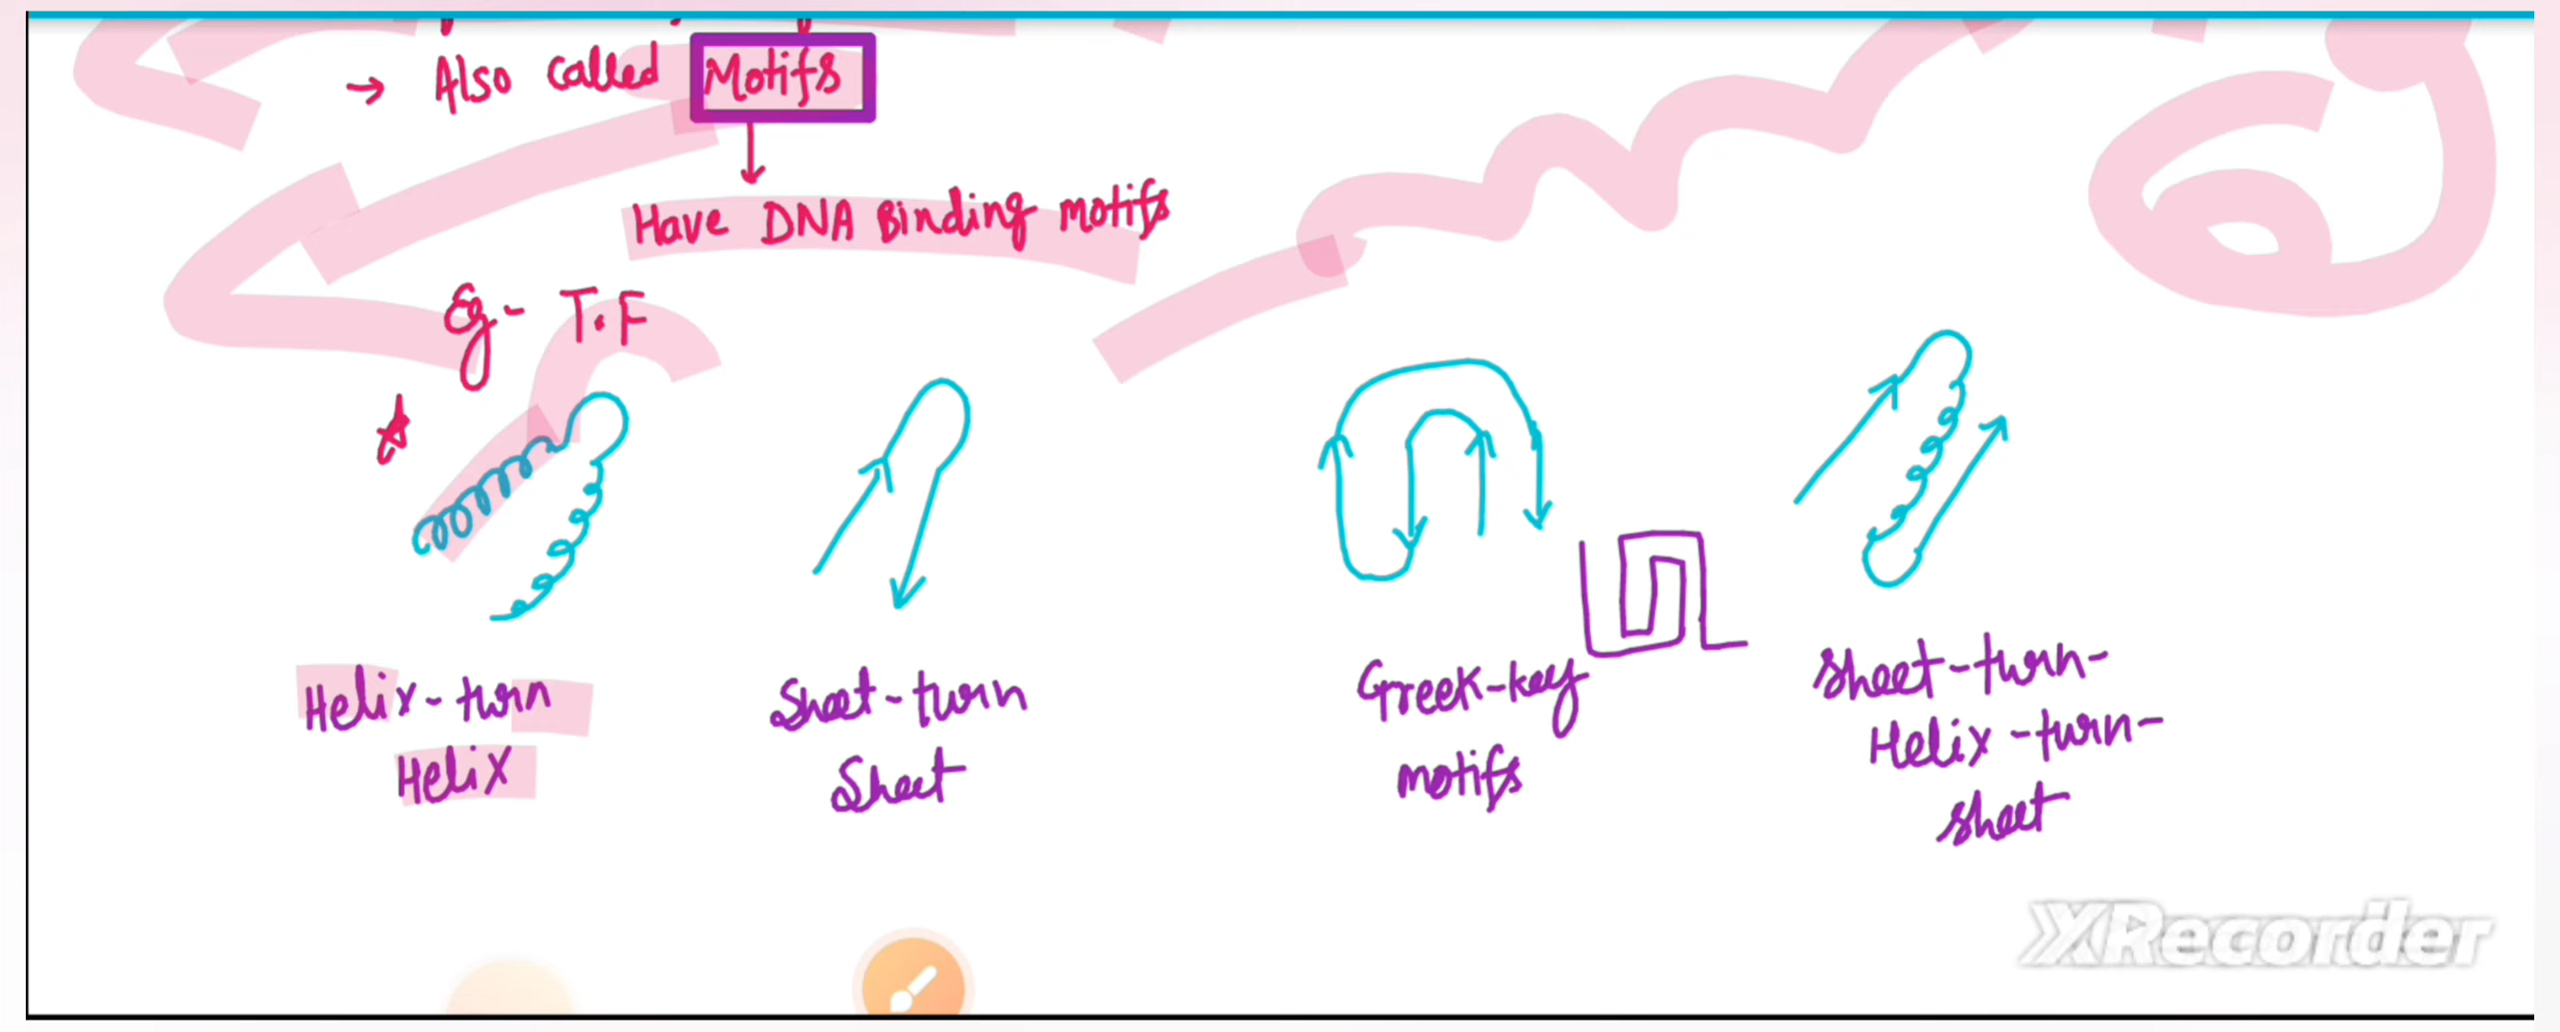 → Also called Motifs
Have DNA Binding motifs
Eg- T.F
Helix-turn
Helix
Sheet-turn
Sheet
Greek-key
motifs
Sheet-turn-
Helix-turn-
sheet
XRecorder